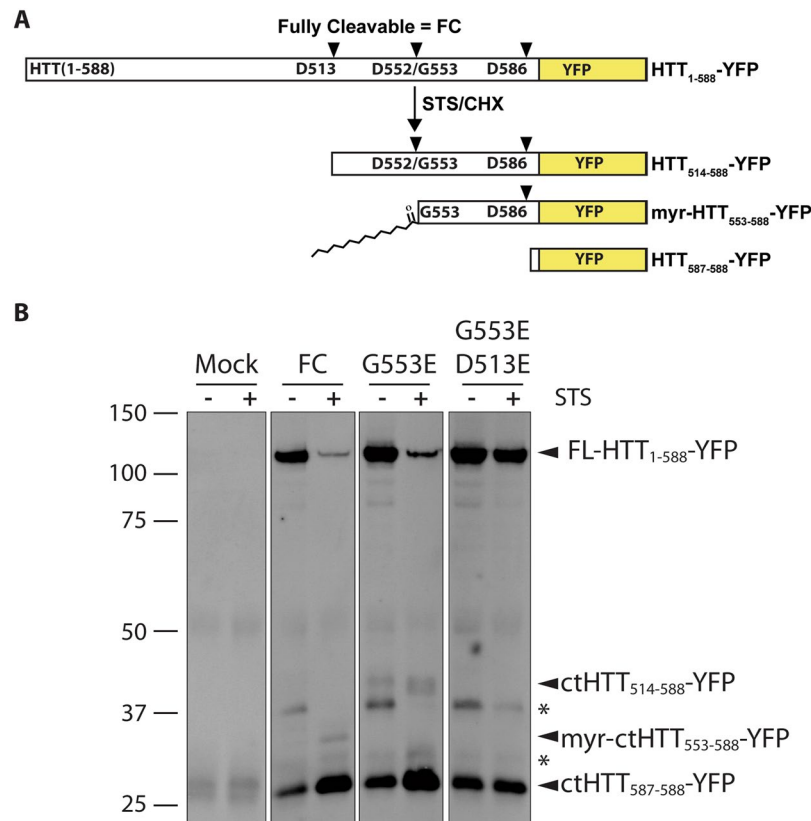 A
Fully Cleavable = FC
HTT(1-588) D513 D552/G553 D586 YFP HTT1-588-YFP
STS/CHX
D552/G553 D586 YFP HTT514-588-YFP
o
G553 D586 YFP myr-HTT553-588-YFP
YFP HTT587-588-YFP
B
Mock FC G553E G553E D513E
- + - + - + - + STS
150
100
75
50
37
25
FL-HTT1-588-YFP
ctHTT514-588-YFP
*
myr-ctHTT553-588-YFP
*
ctHTT587-588-YFP